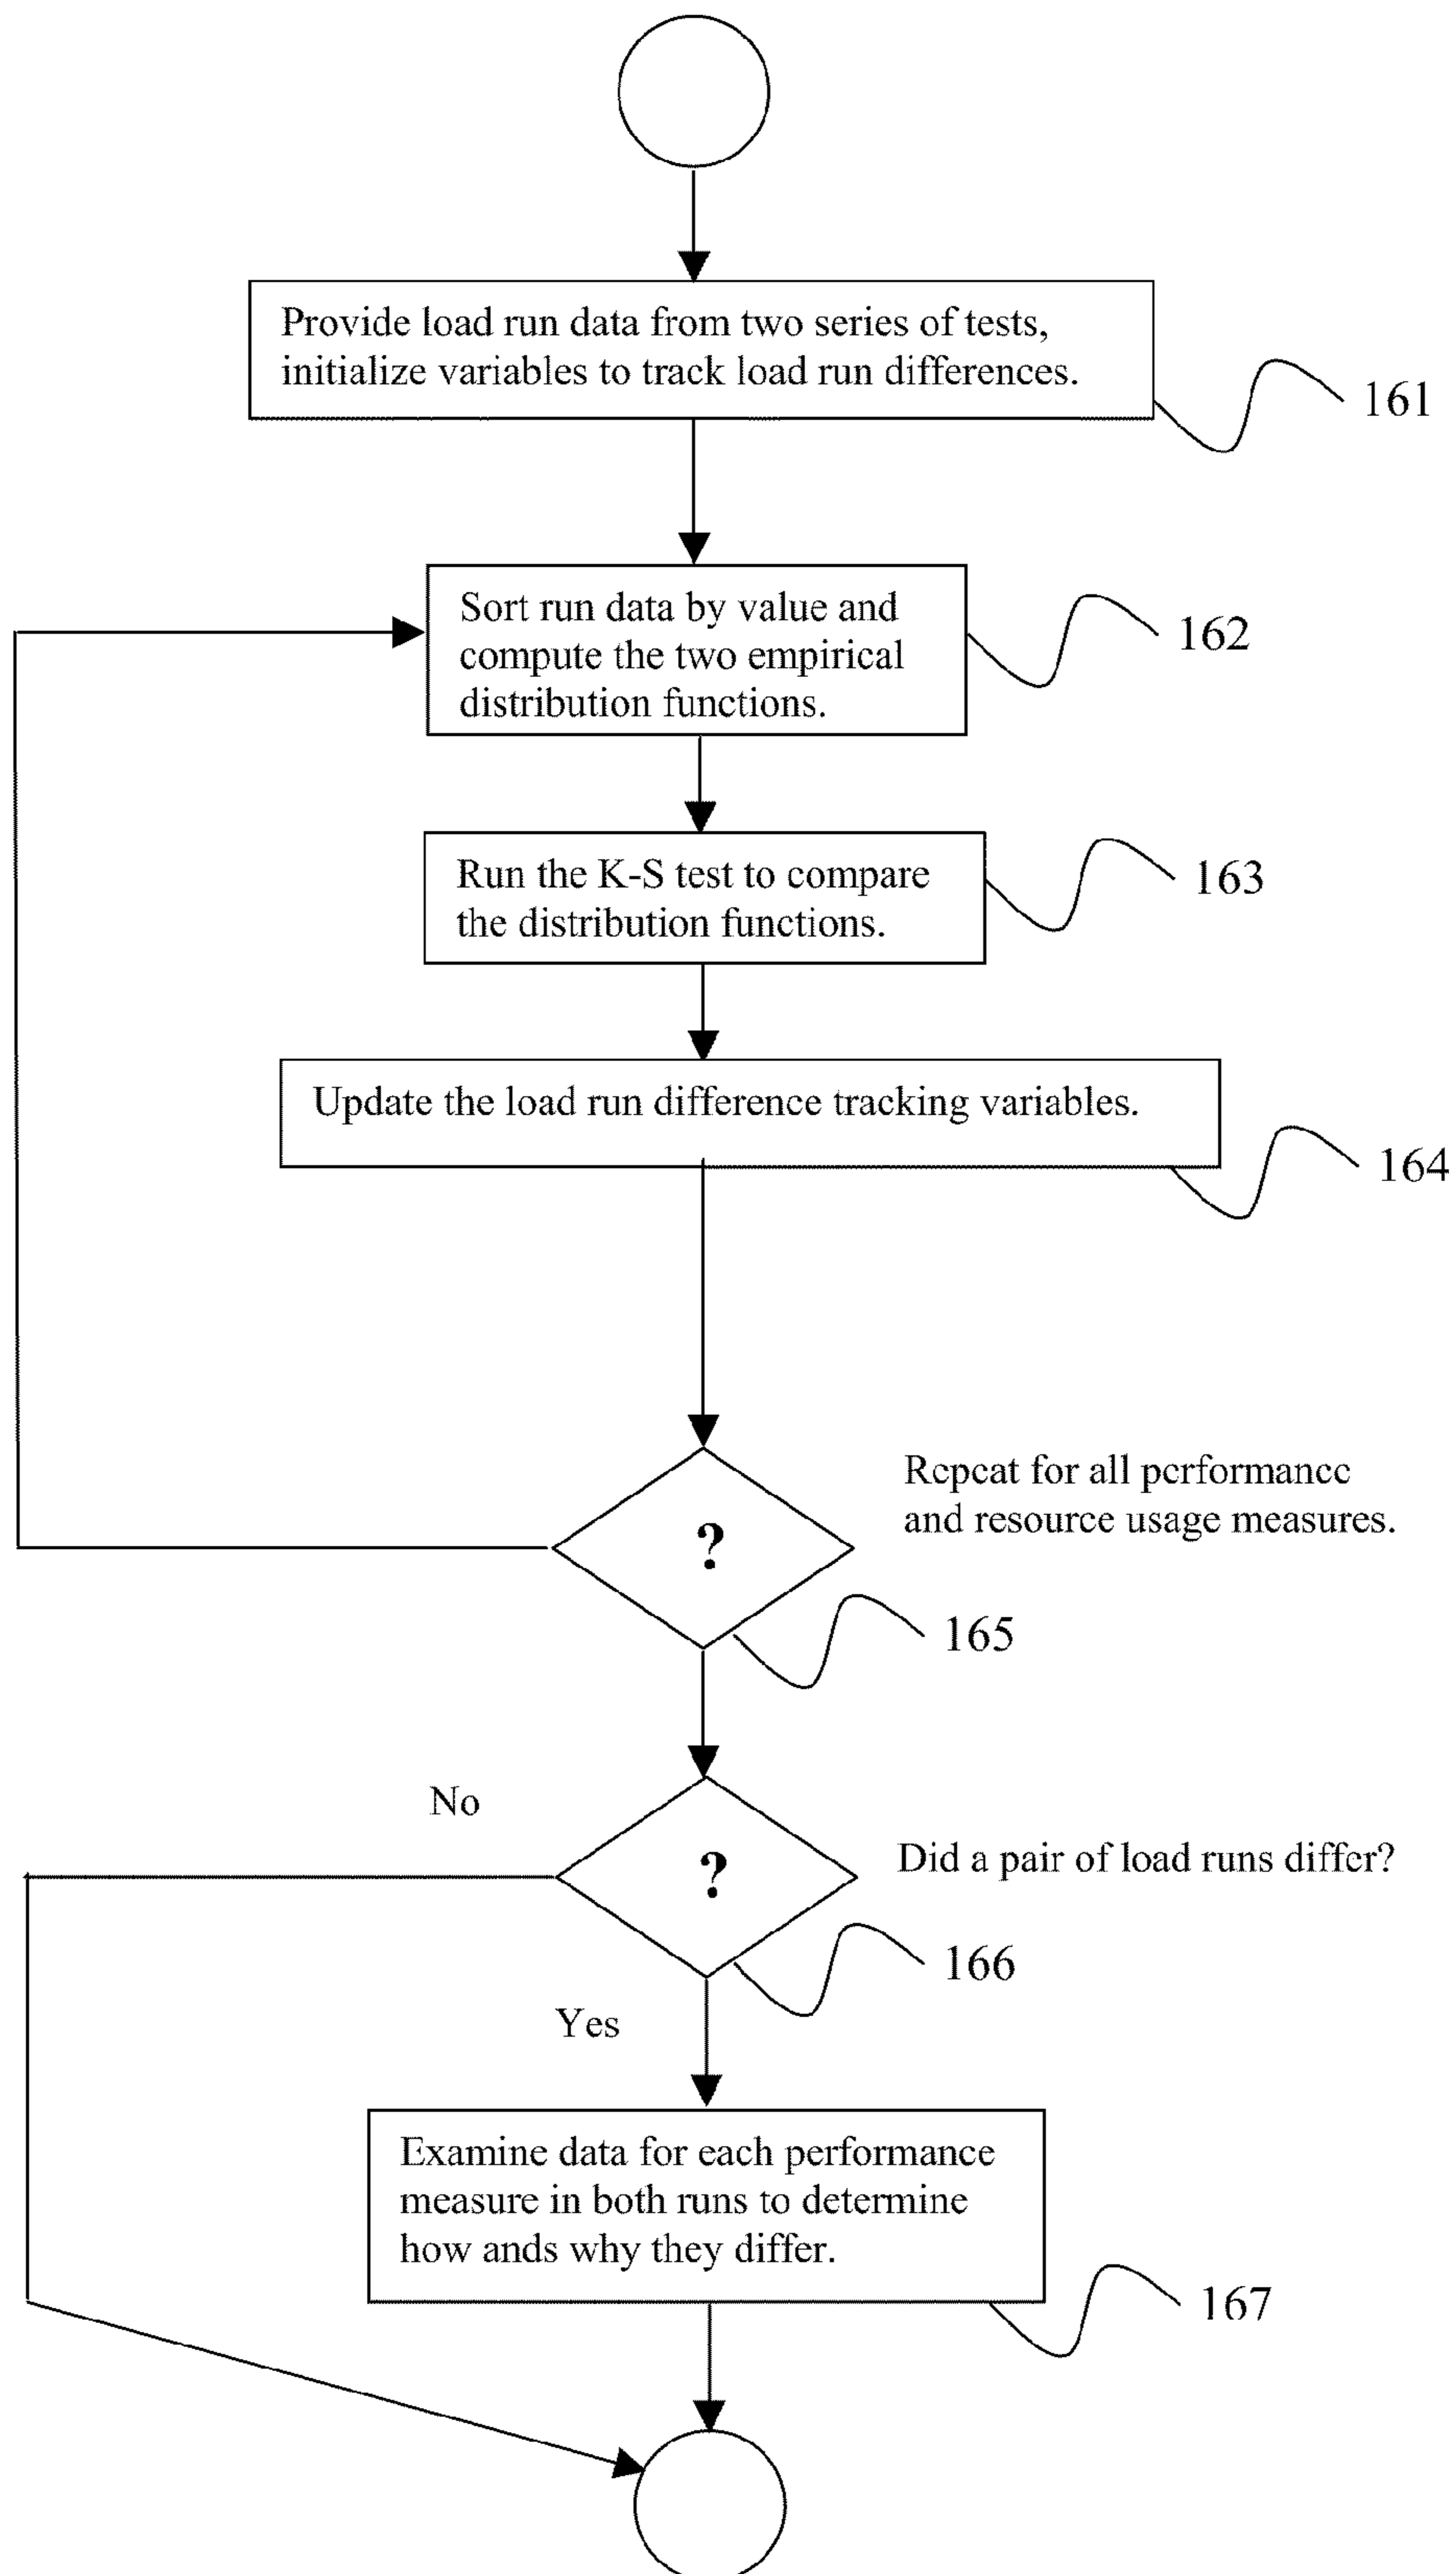 Provide load run data from two series of tests,
initialize variables to track load run differences.
161
Sort run data by value and
compute the two empirical
distribution functions.
162
Run the K-S test to compare
the distribution functions.
163
Update the load run difference tracking variables.
164
Repeat for all performance
and resource usage measures.
?
165
No
Did a pair of load runs differ?
?
166
Yes
Examine data for each performance
measure in both runs to determine
how ands why they differ.
167